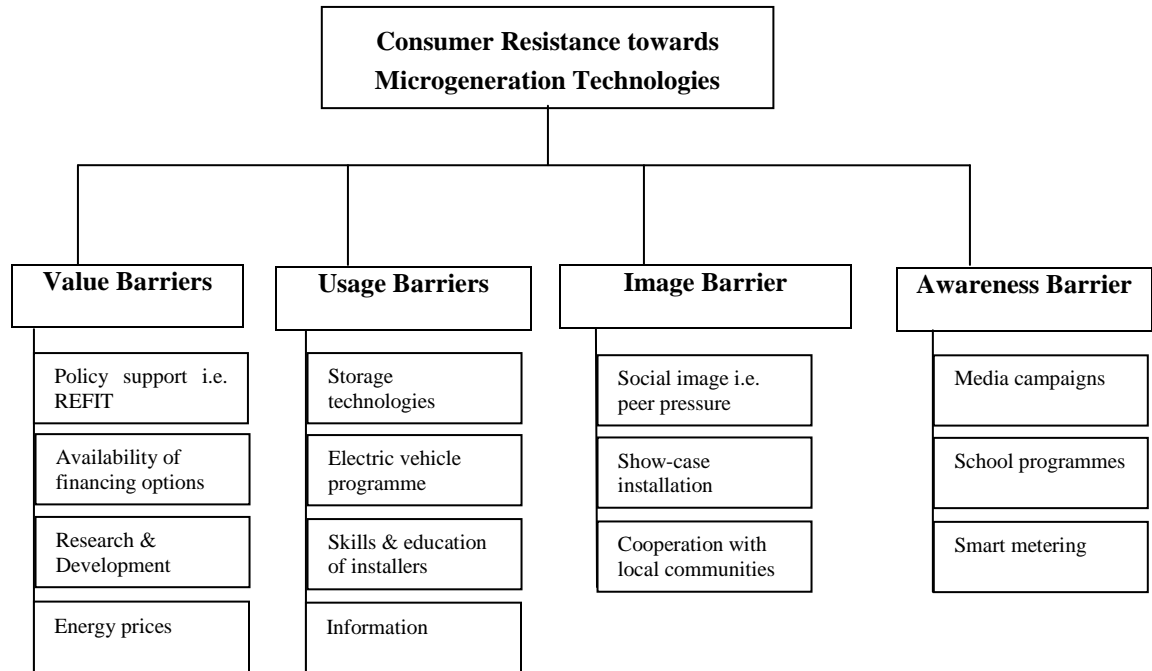 Consumer Resistance towards
Microgeneration Technologies
Value Barriers
Usage Barriers
Image Barrier
Awareness Barrier
Policy support i.e.
REFIT
Availability of
financing options
Research &
Development
Energy prices
Storage
technologies
Electric vehicle
programme
Skills & education
of installers
Information
Social image i.e.
peer pressure
Show-case
installation
Cooperation with
local communities
Media campaigns
School programmes
Smart metering